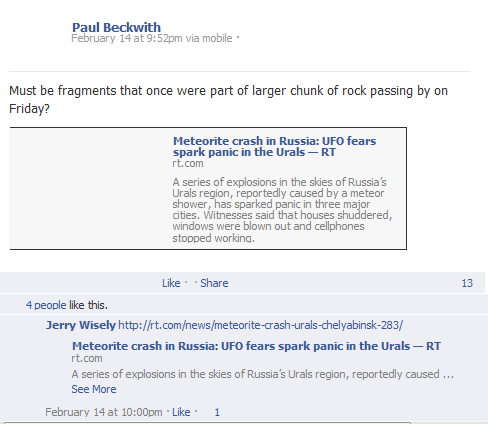 Paul Beckwith
February 14 at 9:52pm via mobile ·
Must be fragments that once were part of larger chunk of rock passing by on
Friday?
Meteorite crash in Russia: UFO fears
spark panic in the Urals — RT
rt.com
A series of explosions in the skies of Russia’s
Urals region, reportedly caused by a meteor
shower, has sparked panic in three major
cities. Witnesses said that houses shuddered,
windows were blown out and cellphones
stopped working.
Like · · Share 13
4 people like this.
Jerry Wisely http://rt.com/news/meteorite-crash-urals-chelyabinsk-283/
Meteorite crash in Russia: UFO fears spark panic in the Urals — RT
rt.com
A series of explosions in the skies of Russia’s Urals region, reportedly caused ...
See More
February 14 at 10:00pm · Like · 1